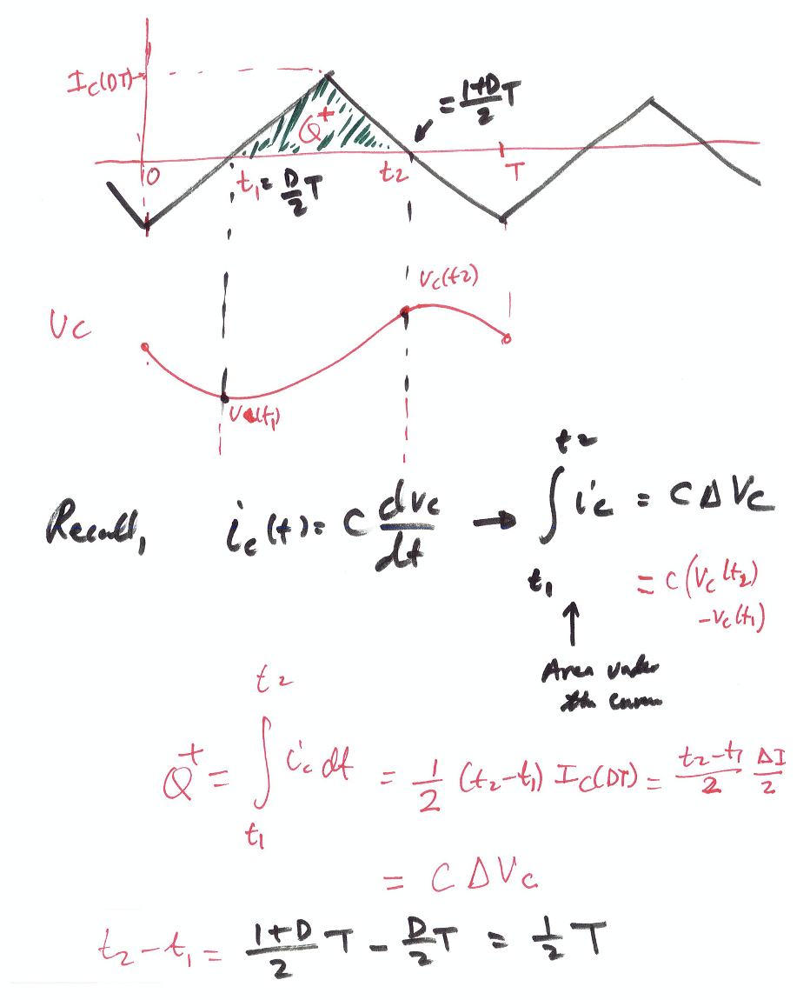 I_C(DT)
Q⁺
= (1+D)/2 T
0
t₁ = D/2 T
t₂
T
V_C(t2)
V_C
V_C(t₁)
Recall, i_c(t) = C dv_c/dt → ∫_{t₁}^{t₂} i_c = C Δ V_C
= C (V_C(t₂)
-V_C(t₁)
Area under
the curve
Q⁺ = ∫_{t₁}^{t₂} i_c dt = 1/2 (t₂-t₁) I_C(DT) = (t₂-t₁)/2 ΔI/2
= C Δ V_C
t₂-t₁ = (1+D)/2 T - D/2 T = 1/2 T